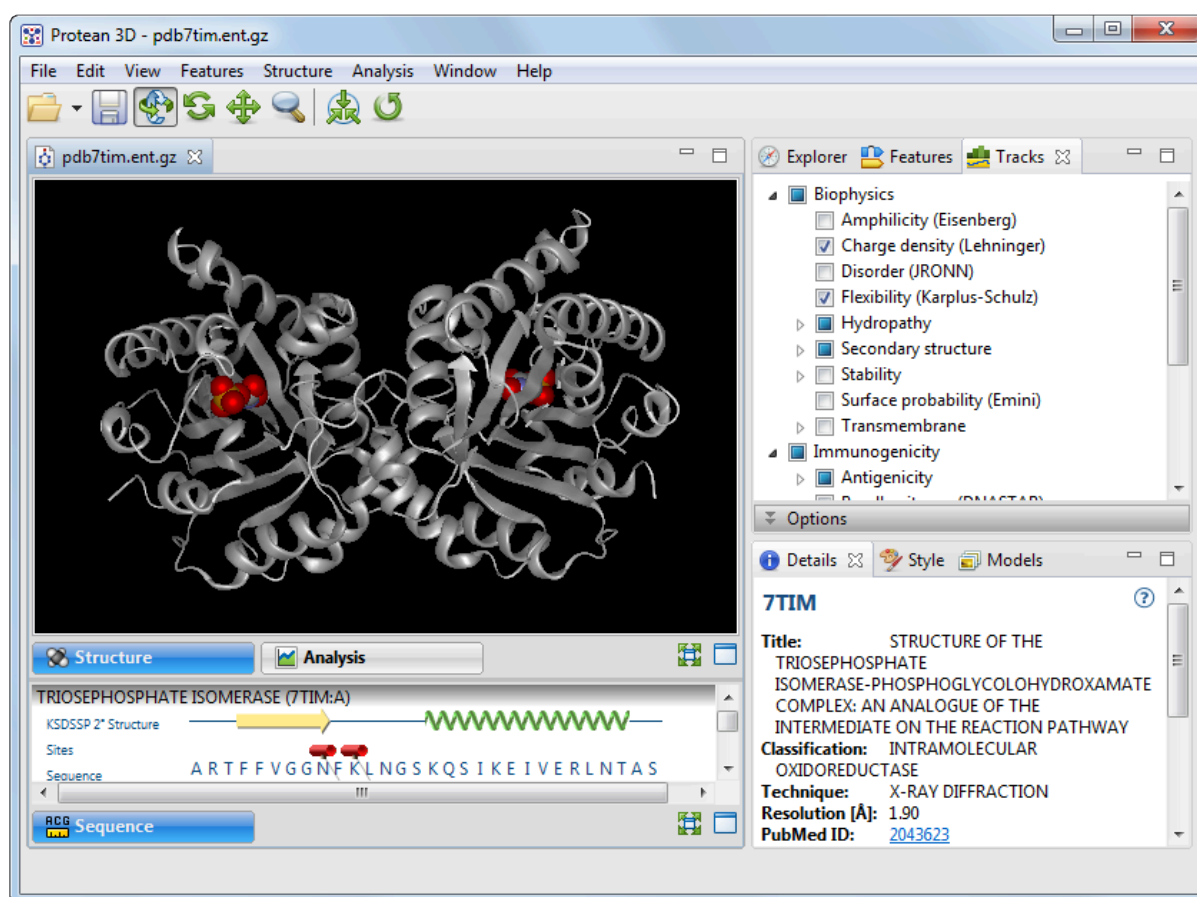 Protean 3D - pdb7tim.ent.gz
File Edit View Features Structure Analysis Window Help
pdb7tim.ent.gz
Explorer Features Tracks
Biophysics
Amphilicity (Eisenberg)
Charge density (Lehninger)
Disorder (JRONN)
Flexibility (Karplus-Schulz)
Hydropathy
Secondary structure
Stability
Surface probability (Emini)
Transmembrane
Immunogenicity
Antigenicity
Options
Details Style Models
7TIM
Title: STRUCTURE OF THE
TRIOSEPHOSPHATE
ISOMERASE-PHOSPHOGLYCOLOHYDROXAMATE
COMPLEX: AN ANALOGUE OF THE
INTERMEDIATE ON THE REACTION PATHWAY
Classification: INTRAMOLECULAR
OXIDOREDUCTASE
Technique: X-RAY DIFFRACTION
Resolution [Å]: 1.90
PubMed ID: 2043623
Structure Analysis
TRIOSEPHOSPHATE ISOMERASE (7TIM:A)
KSDSSP 2° Structure
Sites
Sequence A R T F F V G G N F K L N G S K Q S I K E I V E R L N T A S
ACG Sequence